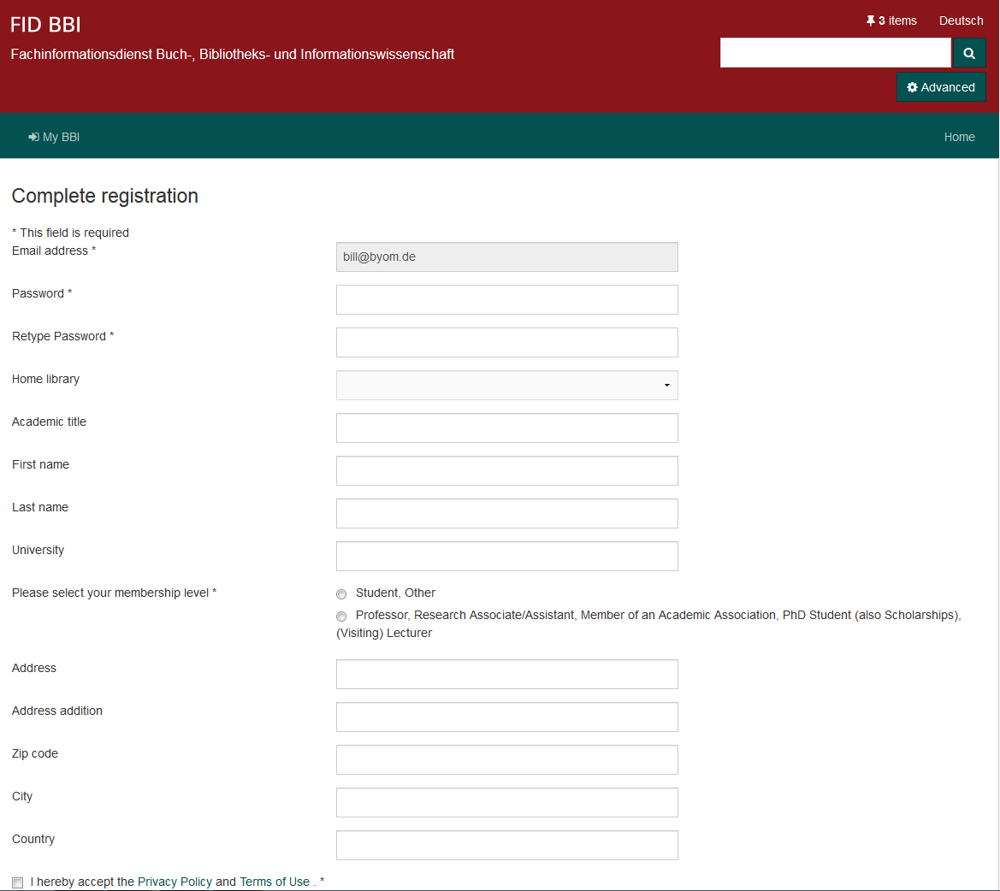 FID BBI
3 items
Deutsch
Fachinformationsdienst Buch-, Bibliotheks- und Informationswissenschaft
Advanced
My BBI
Home
Complete registration
* This field is required
Email address *
bill@byom.de
Password *
Retype Password *
Home library
Academic title
First name
Last name
University
Please select your membership level *
Student, Other
Professor, Research Associate/Assistant, Member of an Academic Association, PhD Student (also Scholarships),
(Visiting) Lecturer
Address
Address addition
Zip code
City
Country
I hereby accept the Privacy Policy and Terms of Use . *